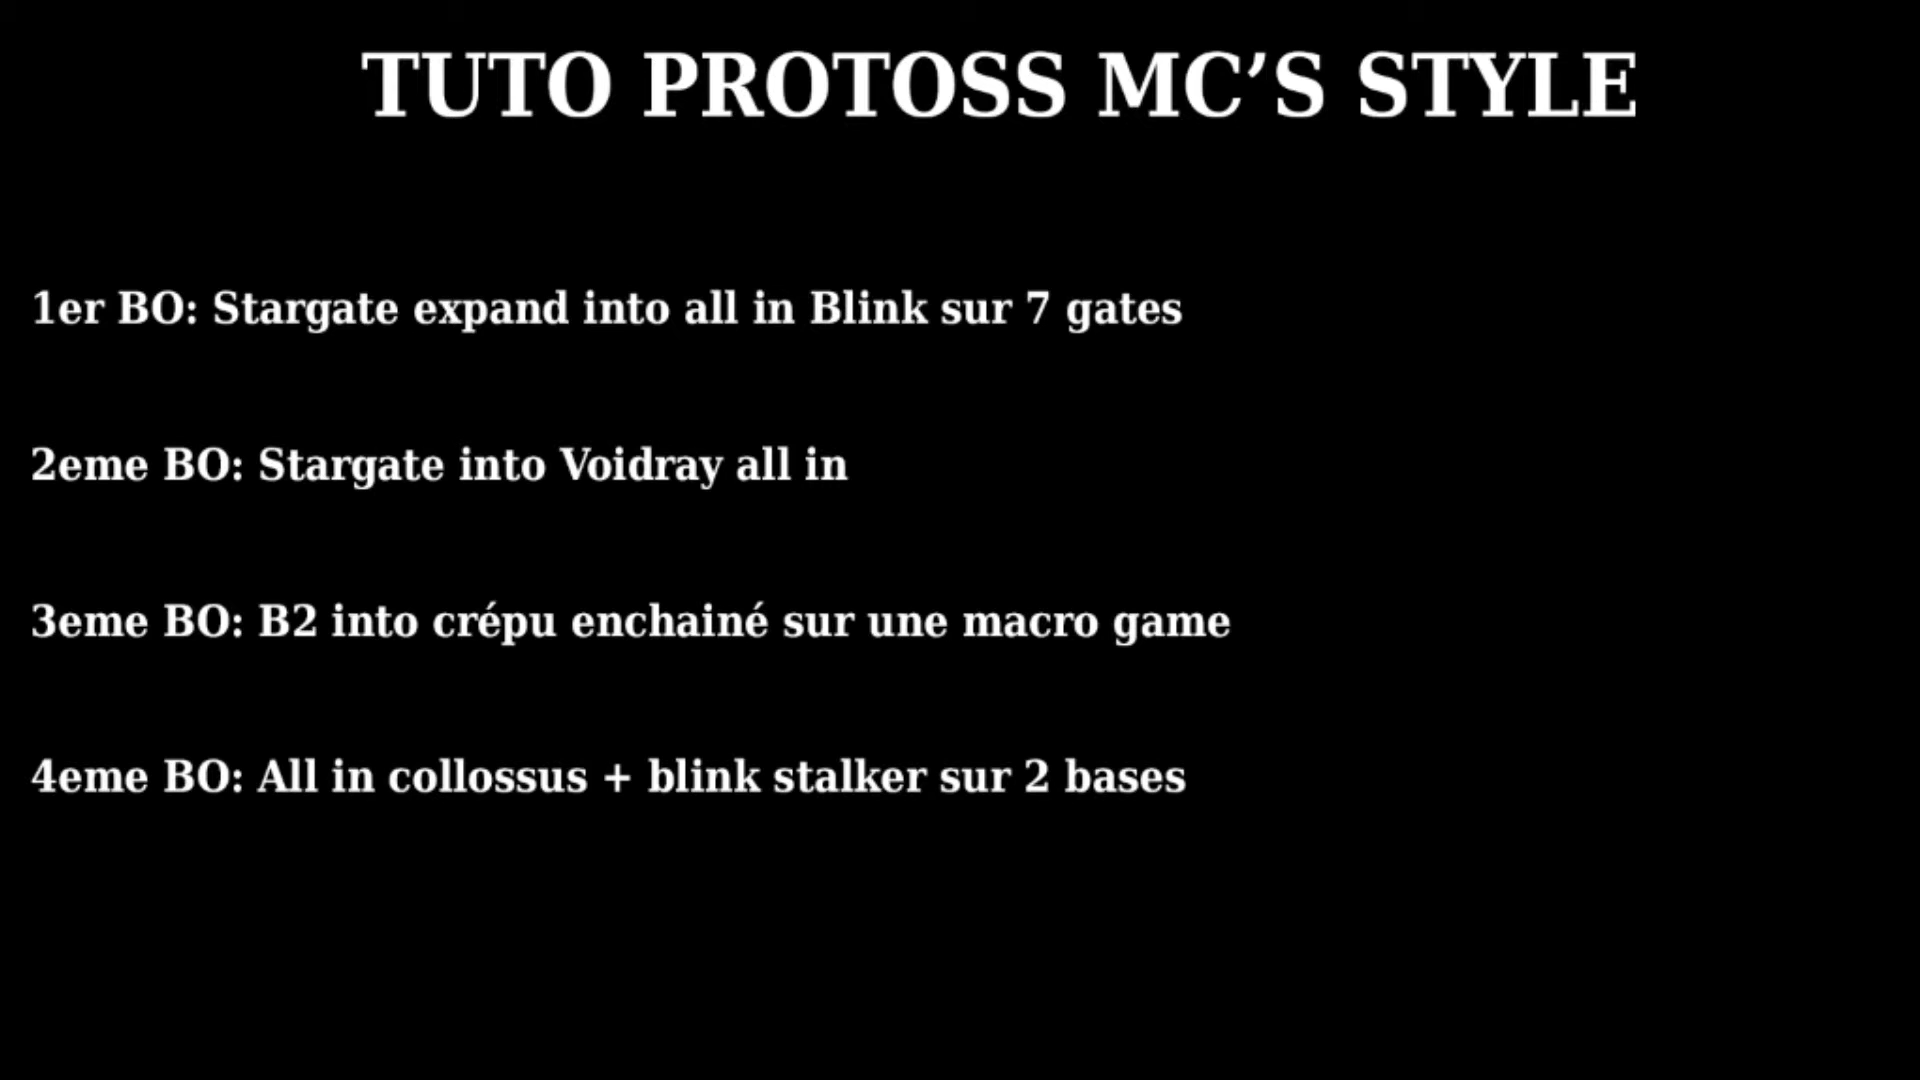 TUTO PROTOSS MC’S STYLE
1er BO: Stargate expand into all in Blink sur 7 gates
2eme BO: Stargate into Voidray all in
3eme BO: B2 into crépu enchainé sur une macro game
4eme BO: All in collossus + blink stalker sur 2 bases